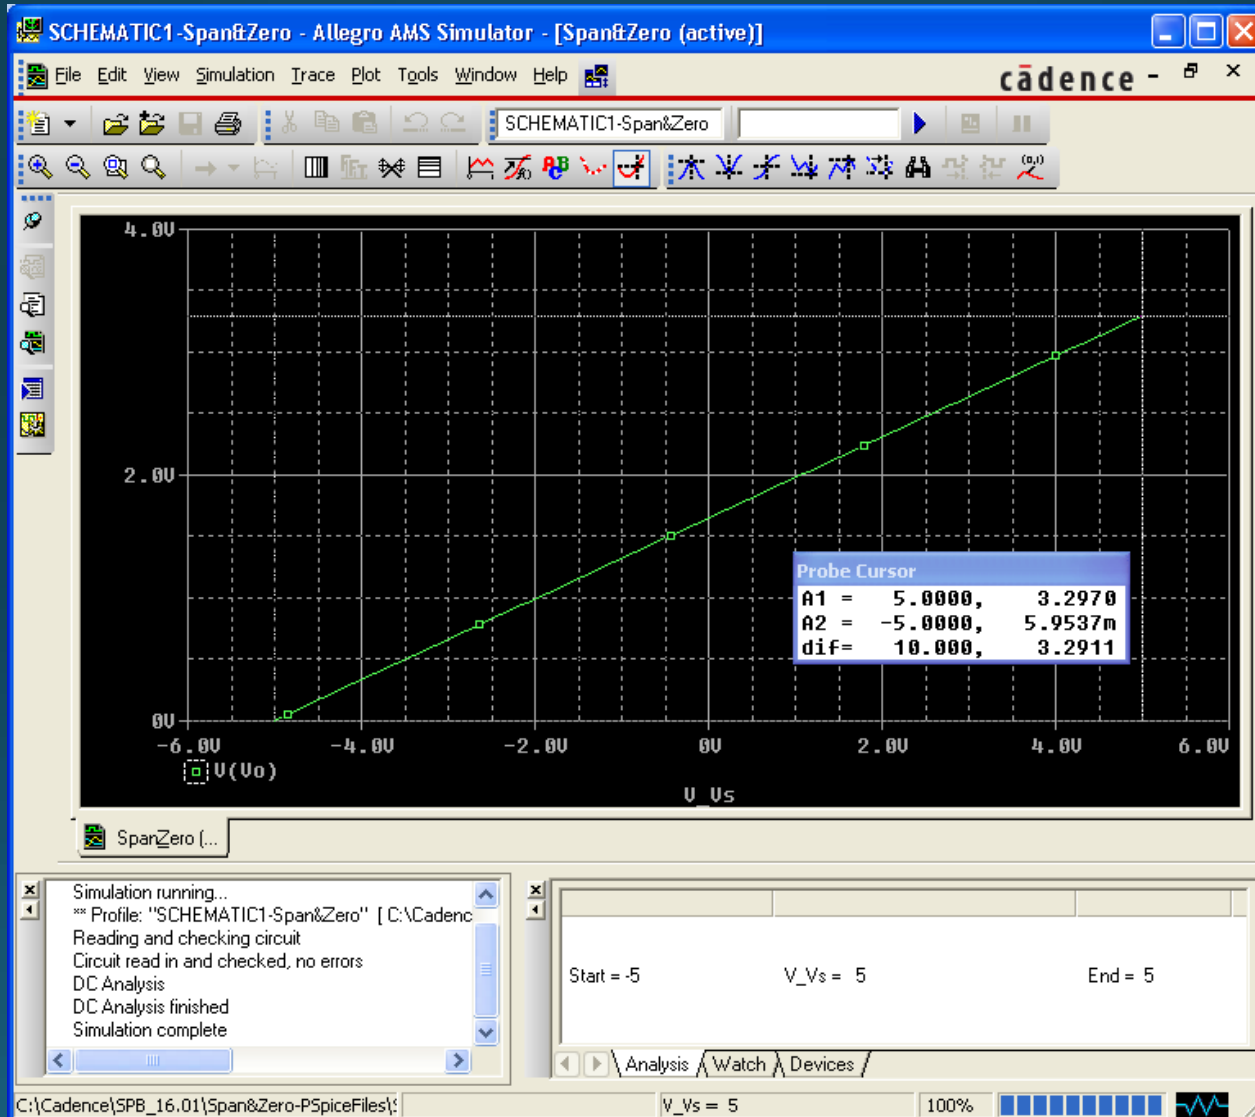 SCHEMATIC1-Span&Zero - Allegro AMS Simulator - [Span&Zero (active)]
File Edit View Simulation Trace Plot Tools Window Help
cādence
SCHEMATIC1-Span&Zero
4.0V
2.0V
0V
-6.0V -4.0V -2.0V 0V 2.0V 4.0V 6.0V
V(Vo)
V_Vs
Probe Cursor
A1 = 5.0000, 3.2970
A2 = -5.0000, 5.9537m
dif= 10.000, 3.2911
SpanZero (...
Simulation running...
** Profile: "SCHEMATIC1-Span&Zero" [ C:\Cadenc
Reading and checking circuit
Circuit read in and checked, no errors
DC Analysis
DC Analysis finished
Simulation complete
Start = -5 V_Vs = 5 End = 5
Analysis Watch Devices
C:\Cadence\SPB_16.01\Span&Zero-PSpiceFiles\ V_Vs = 5 100%